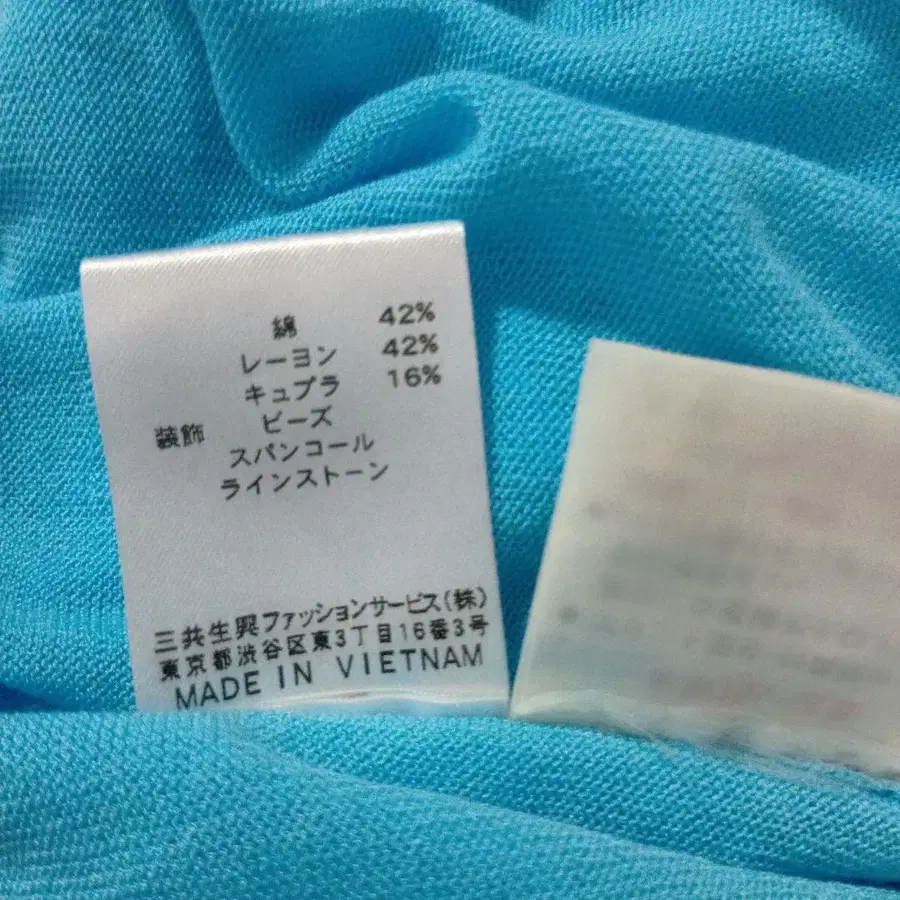 綿 42%
レーヨン 42%
キュプラ 16%
装飾 ビーズ
スパンコール
ラインストーン
三共生興ファッションサービス(株)
東京都渋谷区東3丁目16番3号
MADE IN VIETNAM